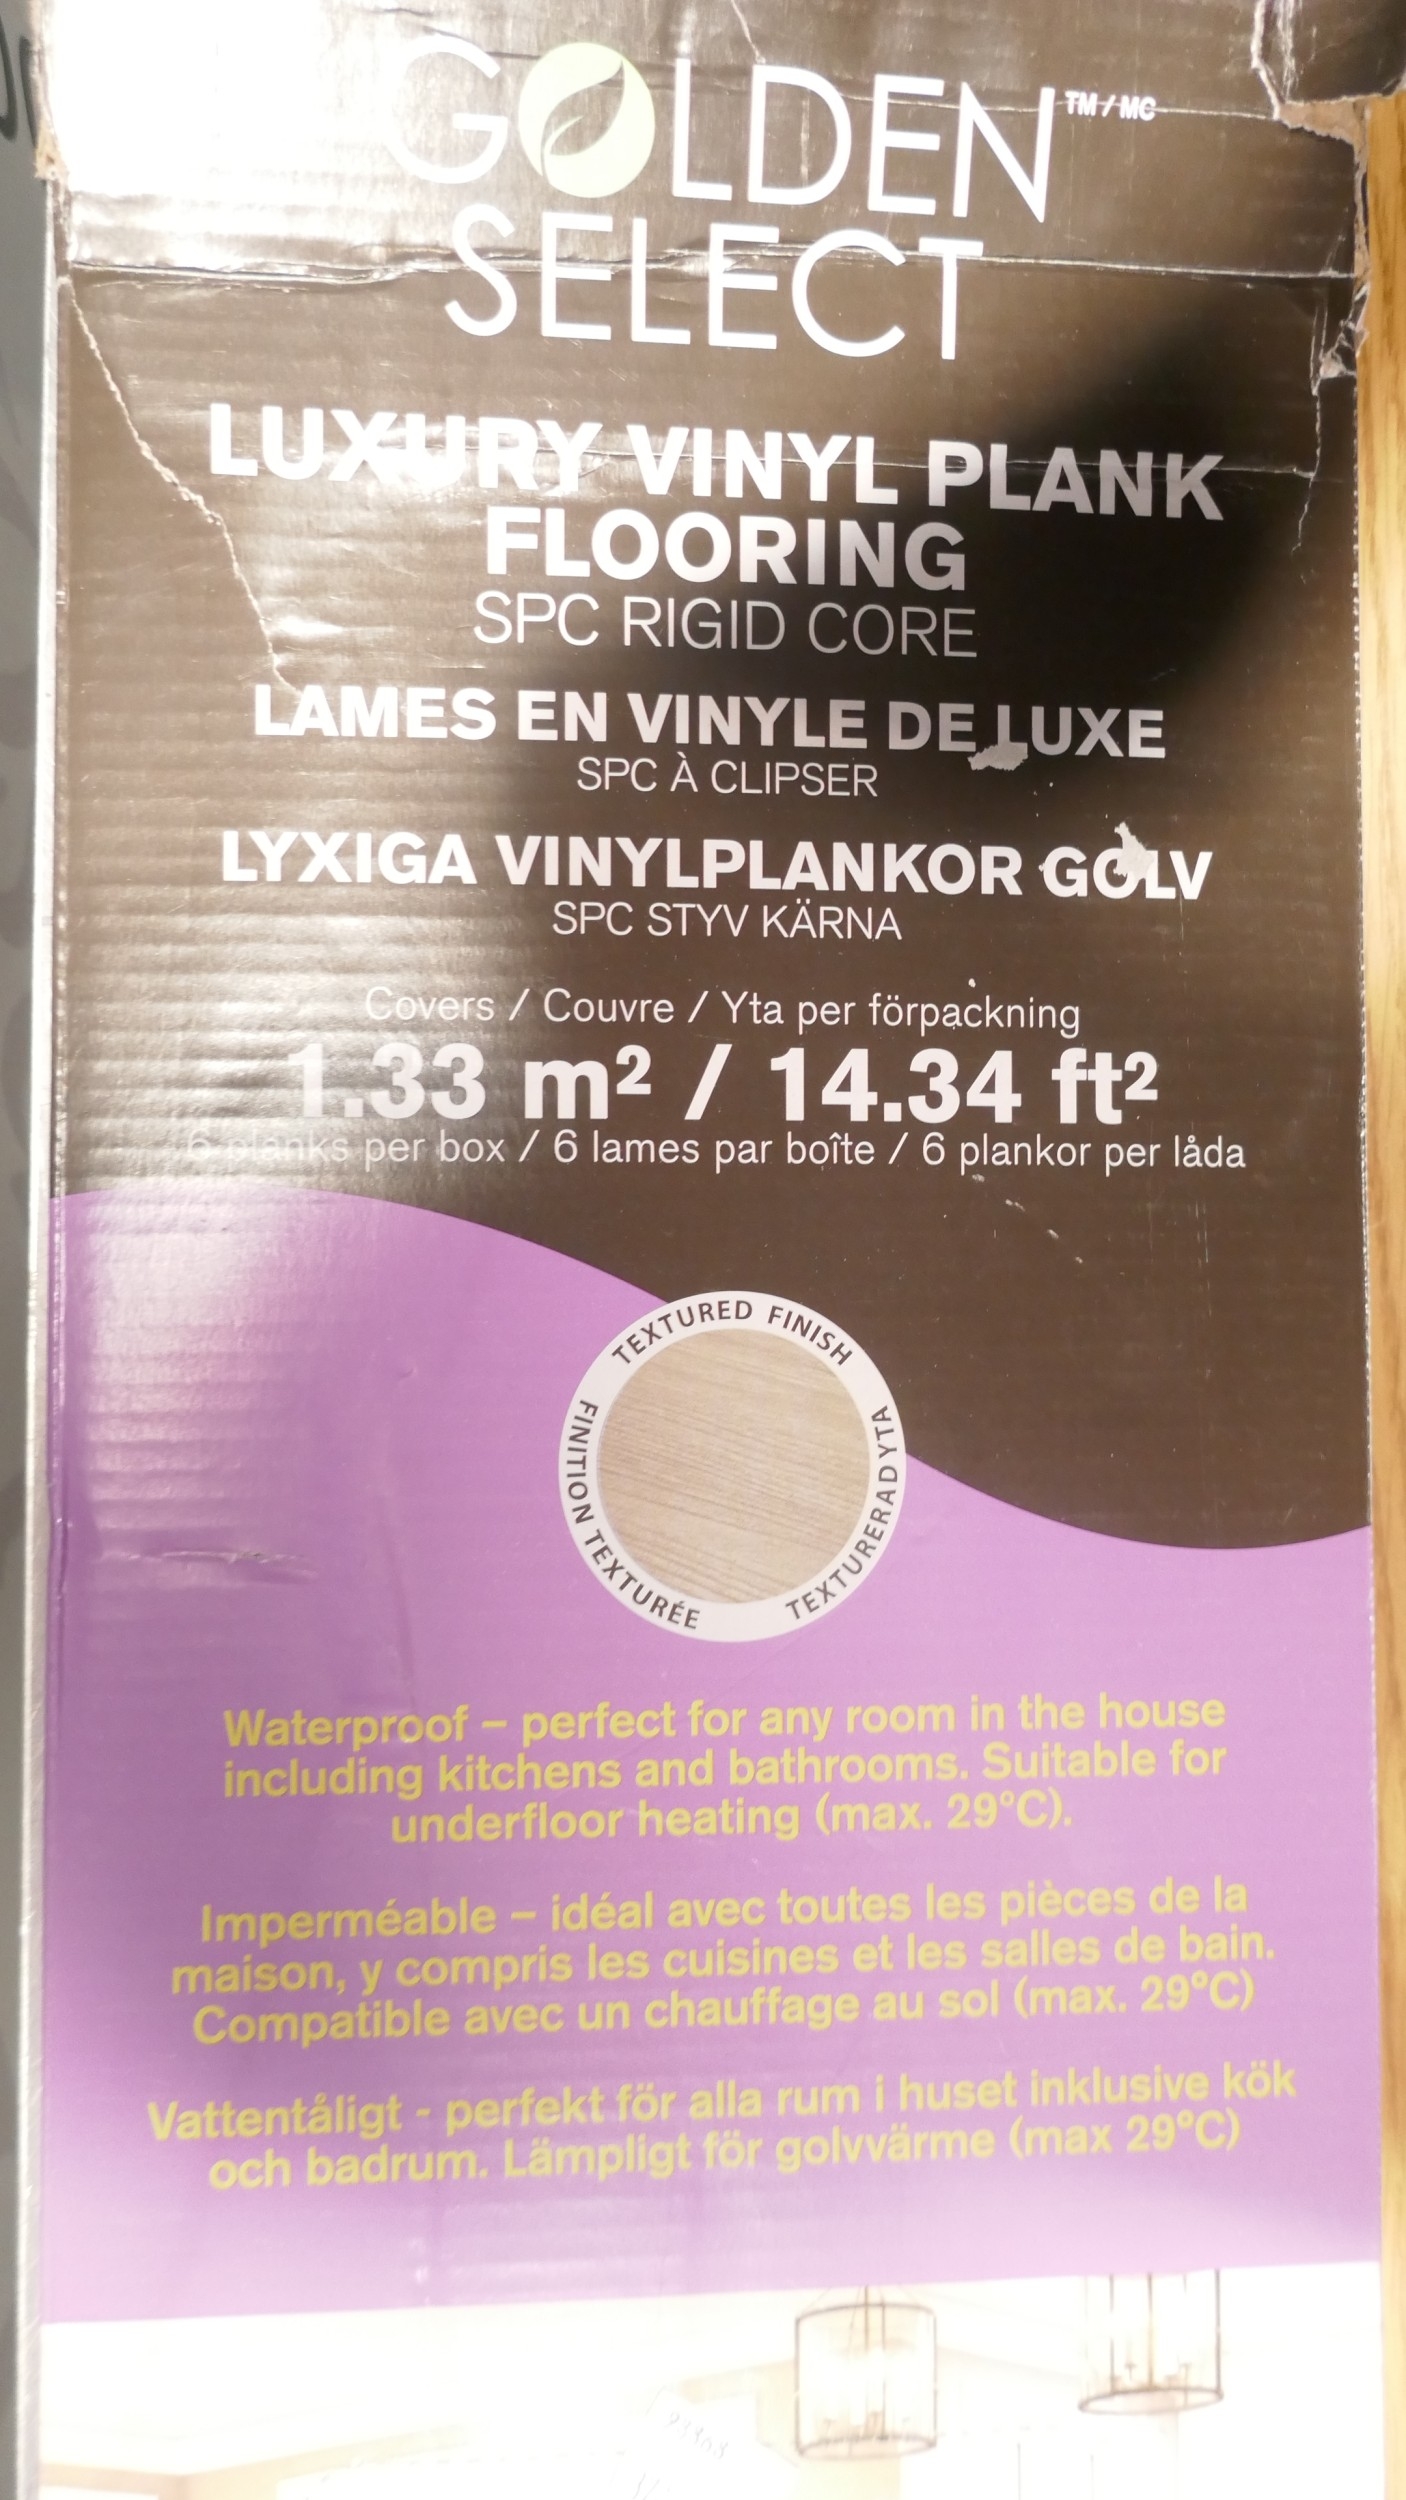 GOLDEN TM/MC
SELECT
LUXURY VINYL PLANK
FLOORING
SPC RIGID CORE
LAMES EN VINYLE DE LUXE
SPC À CLIPSER
LYXIGA VINYLPLANKOR GOLV
SPC STYV KÄRNA
Covers / Couvre / Yta per förpackning
1.33 m² / 14.34 ft²
6 planks per box / 6 lames par boîte / 6 plankor per låda
TEXTURED FINISH
FINITION TEXTURÉE
TEXTURERAD YTA
Waterproof – perfect for any room in the house
including kitchens and bathrooms. Suitable for
underfloor heating (max. 29°C).
Imperméable – idéal avec toutes les pièces de la
maison, y compris les cuisines et les salles de bain.
Compatible avec un chauffage au sol (max. 29°C)
Vattentåligt - perfekt för alla rum i huset inklusive kök
och badrum. Lämpligt för golvvärme (max 29°C)